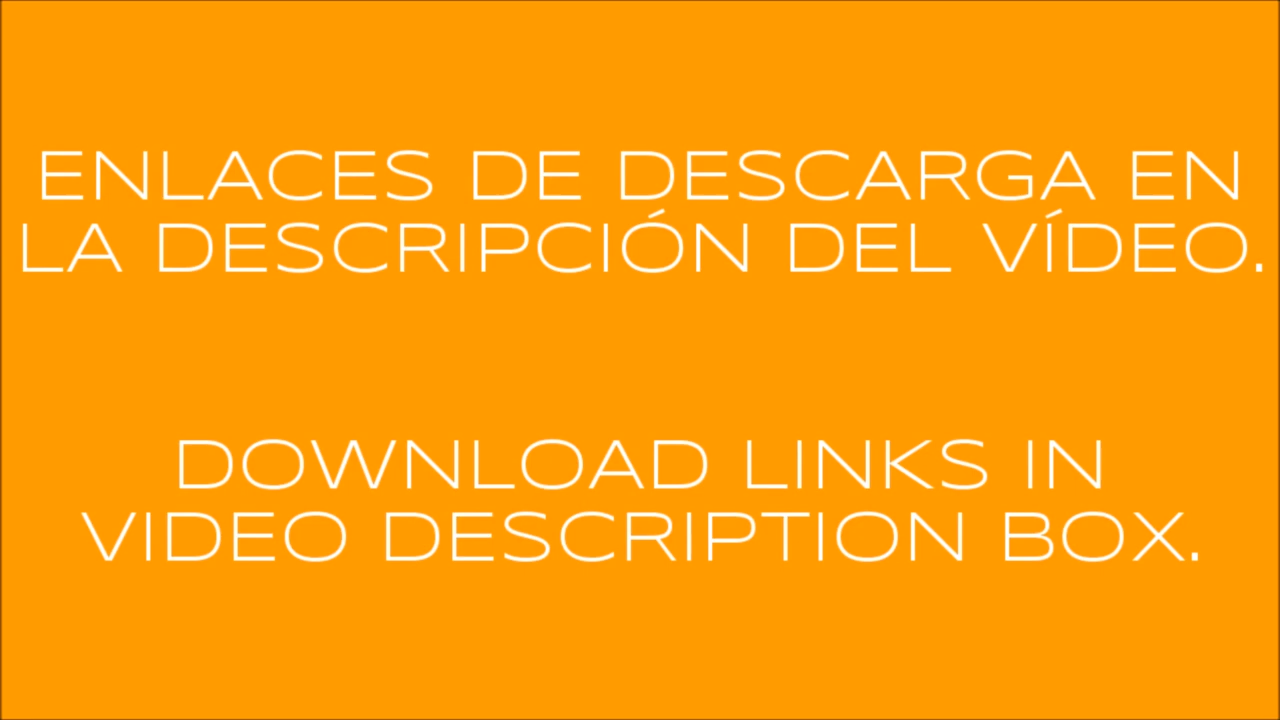 ENLACES DE DESCARGA EN
LA DESCRIPCIÓN DEL VÍDEO.
DOWNLOAD LINKS IN
VIDEO DESCRIPTION BOX.